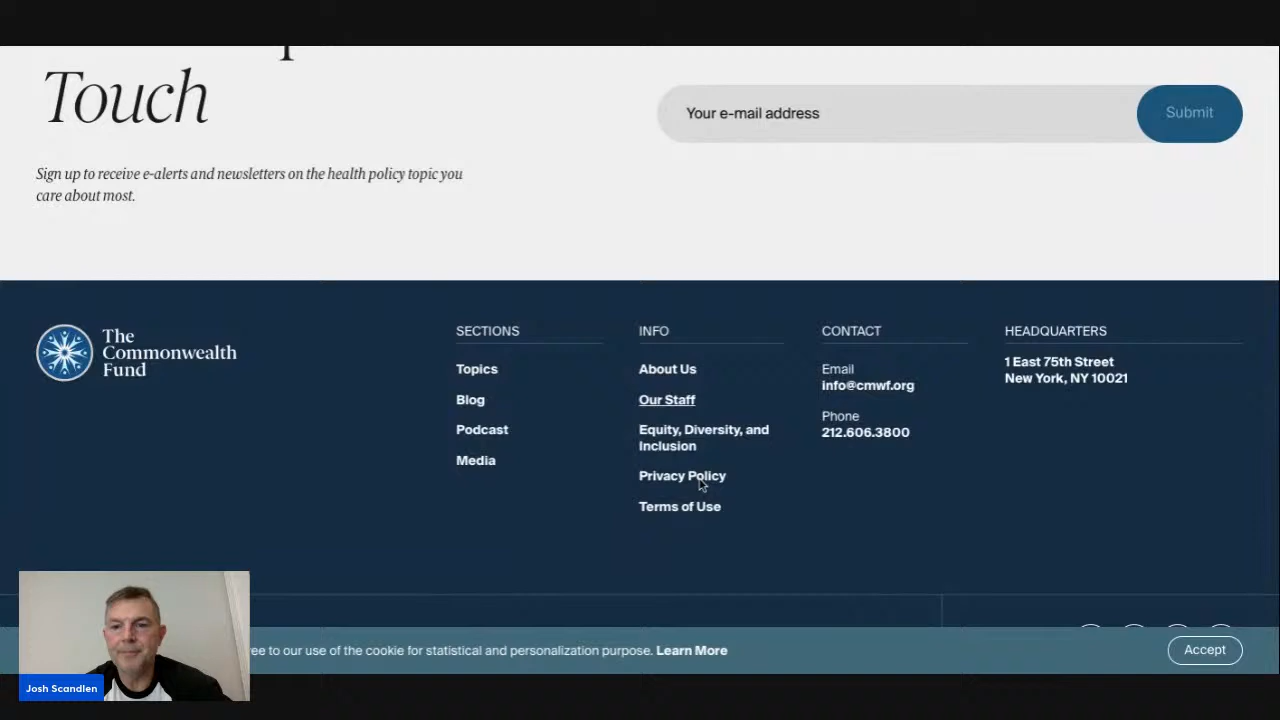 Touch
Sign up to receive e-alerts and newsletters on the health policy topic you
care about most.
Your e-mail address
Submit
The
Commonwealth
Fund
SECTIONS
Topics
Blog
Podcast
Media
INFO
About Us
Our Staff
Equity, Diversity, and
Inclusion
Privacy Policy
Terms of Use
CONTACT
Email
info@cmwf.org
Phone
212.606.3800
HEADQUARTERS
1 East 75th Street
New York, NY 10021
to our use of the cookie for statistical and personalization purpose. Learn More
Accept
Josh Scandlen